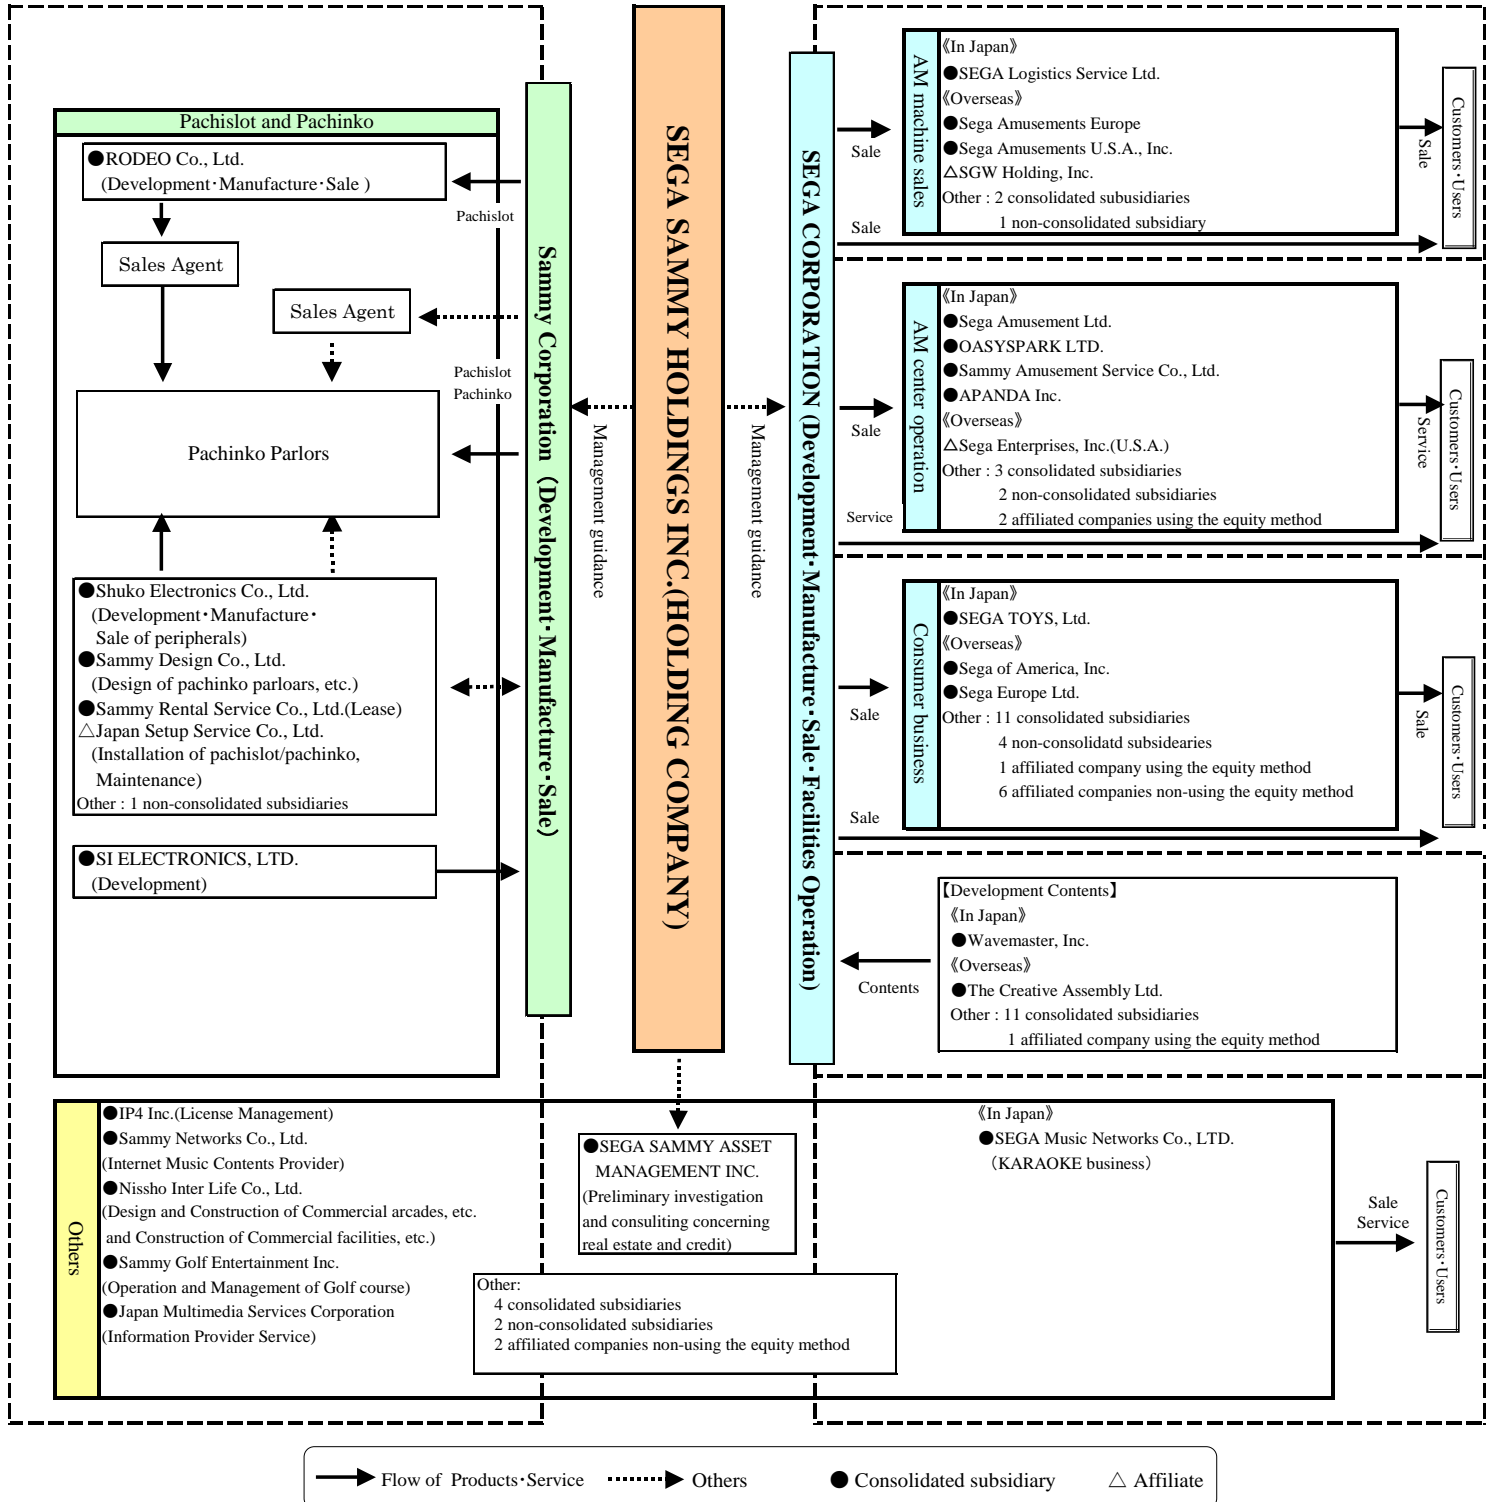 Pachislot and Pachinko
●RODEO Co., Ltd.
(Development・Manufacture・Sale )
Pachislot
Sales Agent
Sales Agent
Pachislot
Pachinko
Pachinko Parlors
●Shuko Electronics Co., Ltd.
(Development・Manufacture・
Sale of peripherals)
●Sammy Design Co., Ltd.
(Design of pachinko parloars, etc.)
●Sammy Rental Service Co., Ltd.(Lease)
△Japan Setup Service Co., Ltd.
(Installation of pachislot/pachinko,
Maintenance)
Other : 1 non-consolidated subsidiaries
●SI ELECTRONICS, LTD.
(Development)
Sammy Corporation（Development・Manufacture・Sale）
Management guidance
SEGA SAMMY HOLDINGS INC.(HOLDING COMPANY)
Management guidance
SEGA CORPORATION (Development・Manufacture・Sale・Facilities Operation)
Sale
AM machine sales
《In Japan》
●SEGA Logistics Service Ltd.
《Overseas》
●Sega Amusements Europe
●Sega Amusements U.S.A., Inc.
△SGW Holding, Inc.
Other : 2 consolidated subusidiaries
1 non-consolidated subsidiary
Sale
Sale
Customers・Users
Sale
AM center operation
《In Japan》
●Sega Amusement Ltd.
●OASYSPARK LTD.
●Sammy Amusement Service Co., Ltd.
●APANDA Inc.
《Overseas》
△Sega Enterprises, Inc.(U.S.A.)
Other : 3 consolidated subsidiaries
2 non-consolidated subsidiaries
2 affiliated companies using the equity method
Service
Service
Customers・Users
Sale
Consumer business
《In Japan》
●SEGA TOYS, Ltd.
《Overseas》
●Sega of America, Inc.
●Sega Europe Ltd.
Other : 11 consolidated subsidiaries
4 non-consolidatd subsidearies
1 affiliated company using the equity method
6 affiliated companies non-using the equity method
Sale
Sale
Customers・Users
Contents
【Development Contents】
《In Japan》
●Wavemaster, Inc.
《Overseas》
●The Creative Assembly Ltd.
Other : 11 consolidated subsidiaries
1 affiliated company using the equity method
Others
●IP4 Inc.(License Management)
●Sammy Networks Co., Ltd.
(Internet Music Contents Provider)
●Nissho Inter Life Co., Ltd.
(Design and Construction of Commercial arcades, etc.
and Construction of Commercial facilities, etc.)
●Sammy Golf Entertainment Inc.
(Operation and Management of Golf course)
●Japan Multimedia Services Corporation
(Information Provider Service)
●SEGA SAMMY ASSET
MANAGEMENT INC.
(Preliminary investigation
and consuliting concerning
real estate and credit)
Other:
4 consolidated subsidiaries
2 non-consolidated subsidiaries
2 affiliated companies non-using the equity method
《In Japan》
●SEGA Music Networks Co., LTD.
（KARAOKE business）
Sale
Service
Customers・Users
Flow of Products・Service
Others
● Consolidated subsidiary
△ Affiliate